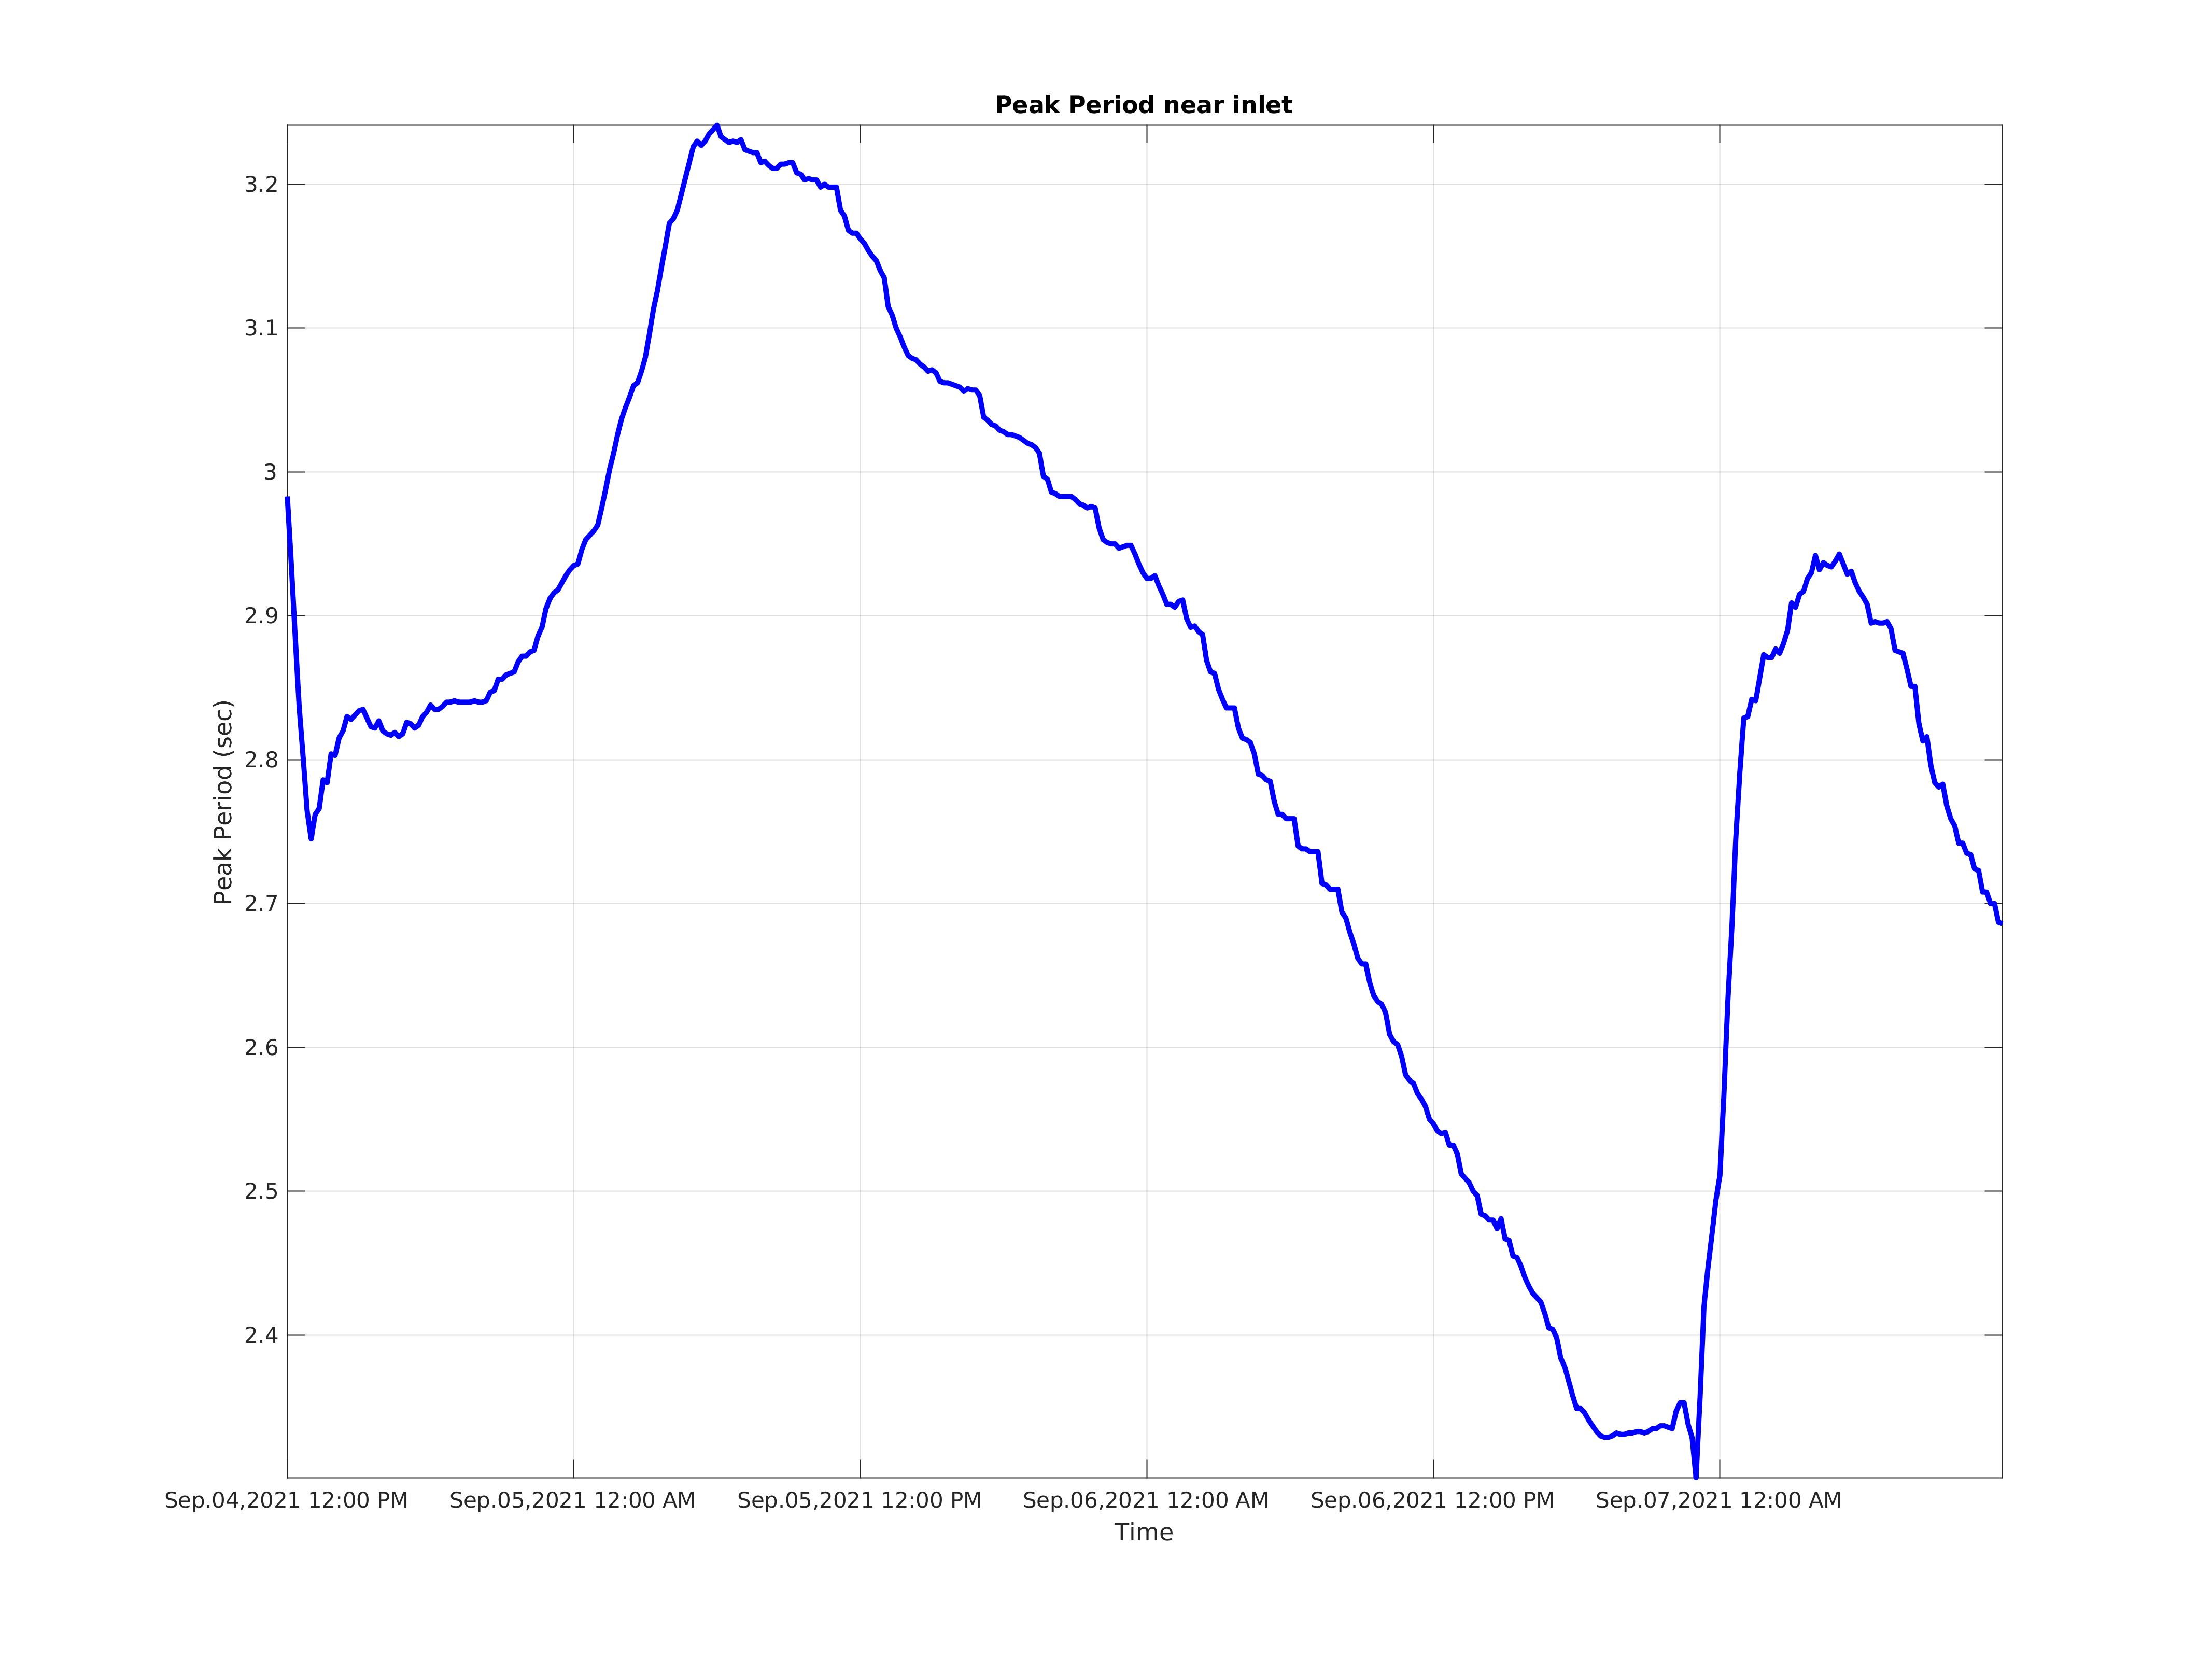 Peak Period near inlet
3.2
3.1
3
2.9
2.8
2.7
2.6
2.5
2.4
Peak Period (sec)
Sep.04,2021 12:00 PM Sep.05,2021 12:00 AM Sep.05,2021 12:00 PM Sep.06,2021 12:00 AM Sep.06,2021 12:00 PM Sep.07,2021 12:00 AM
Time